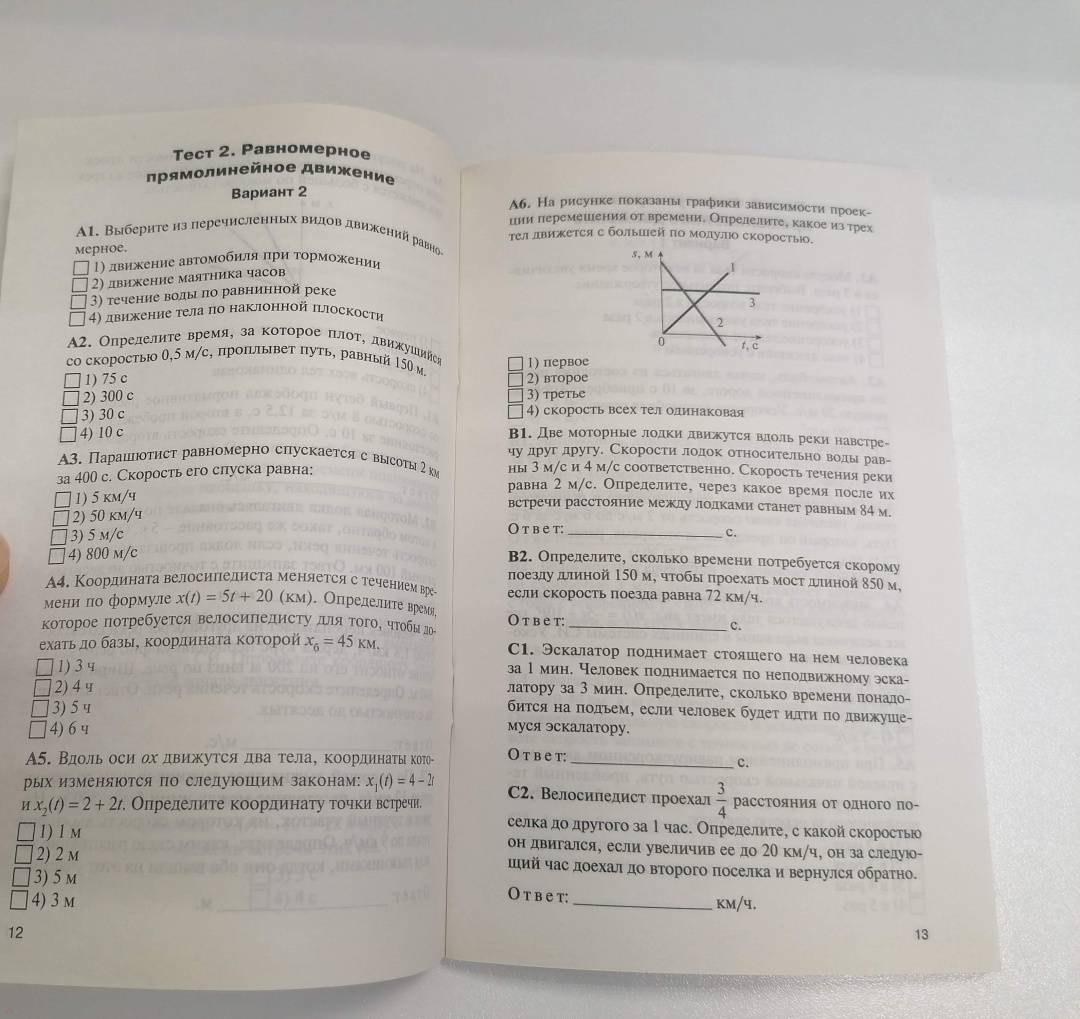 Тест 2. Равномерное
прямолинейное движение
Вариант 2
А1. Выберите из перечисленных видов движений равно-
мерное.
1) движение автомобиля при торможении
2) движение маятника часов
3) течение воды по равнинной реке
4) движение тела по наклонной плоскости
А2. Определите время, за которое плот, движущийся
со скоростью 0,5 м/с, проплывет путь, равный 150 м.
1) 75 с
2) 300 с
3) 30 с
4) 10 с
А3. Парашютист равномерно спускается с высоты 2 км
за 400 с. Скорость его спуска равна:
1) 5 км/ч
2) 50 км/ч
3) 5 м/с
4) 800 м/с
А4. Координата велосипедиста меняется с течением вре-
мени по формуле x(t) = 5t + 20 (км). Определите время,
которое потребуется велосипедисту для того, чтобы до-
ехать до базы, координата которой xб = 45 км.
1) 3 ч
2) 4 ч
3) 5 ч
4) 6 ч
А5. Вдоль оси ox движутся два тела, координаты кото-
рых изменяются по следующим законам: x₁(t) = 4 – 2t
и x₂(t) = 2 + 2t. Определите координату точки встречи.
1) 1 м
2) 2 м
3) 5 м
4) 3 м
12
А6. На рисунке показаны графики зависимости проек-
ции перемещения от времени. Определите, какое из трех
тел движется с большей по модулю скоростью.
s, м
1
3
2
0
t, с
1) первое
2) второе
3) третье
4) скорость всех тел одинаковая
В1. Две моторные лодки движутся вдоль реки навстре-
чу друг другу. Скорости лодок относительно воды рав-
ны 3 м/с и 4 м/с соответственно. Скорость течения реки
равна 2 м/с. Определите, через какое время после их
встречи расстояние между лодками станет равным 84 м.
Ответ: с.
В2. Определите, сколько времени потребуется скорому
поезду длиной 150 м, чтобы проехать мост длиной 850 м,
если скорость поезда равна 72 км/ч.
Ответ: с.
С1. Эскалатор поднимает стоящего на нем человека
за 1 мин. Человек поднимается по неподвижному эска-
латору за 3 мин. Определите, сколько времени понадо-
бится на подъем, если человек будет идти по движуще-
муся эскалатору.
Ответ: с.
С2. Велосипедист проехал 3/4 расстояния от одного по-
селка до другого за 1 час. Определите, с какой скоростью
он двигался, если увеличив ее до 20 км/ч, он за следую-
щий час доехал до второго поселка и вернулся обратно.
Ответ: км/ч.
13